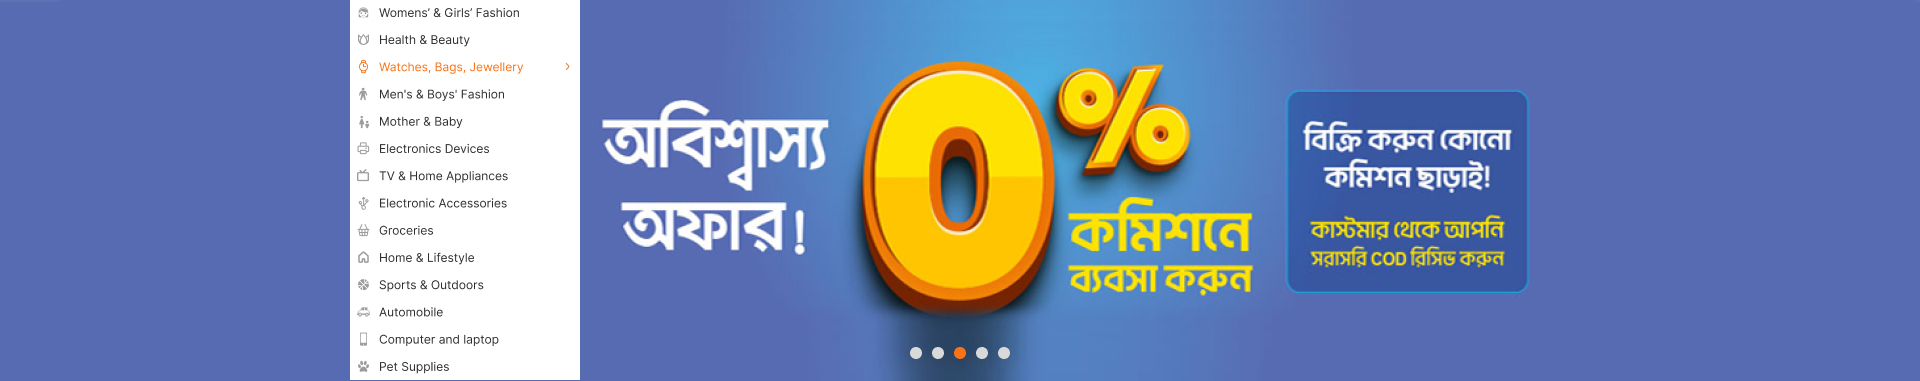 Womens’ & Girls’ Fashion
Health & Beauty
Watches, Bags, Jewellery
Men's & Boys' Fashion
Mother & Baby
Electronics Devices
TV & Home Appliances
Electronic Accessories
Groceries
Home & Lifestyle
Sports & Outdoors
Automobile
Computer and laptop
Pet Supplies
অবিশ্বাস্য
অফার!
0%
কমিশনে
ব্যবসা করুন
বিক্রি করুন কোনো
কমিশন ছাড়াই!
কাস্টমার থেকে আপনি
সরাসরি COD রিসিভ করুন